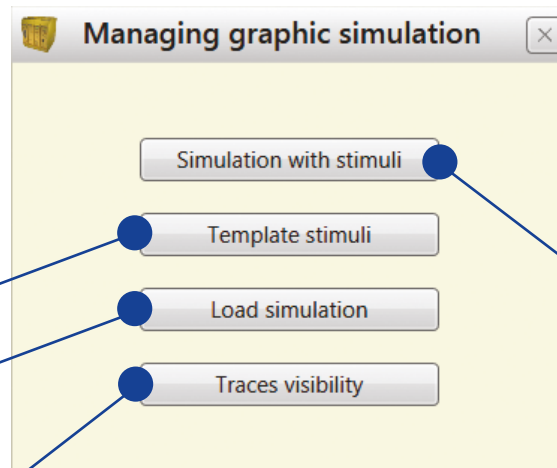 Managing graphic simulation
Simulation with stimuli
Template stimuli
Load simulation
Traces visibility